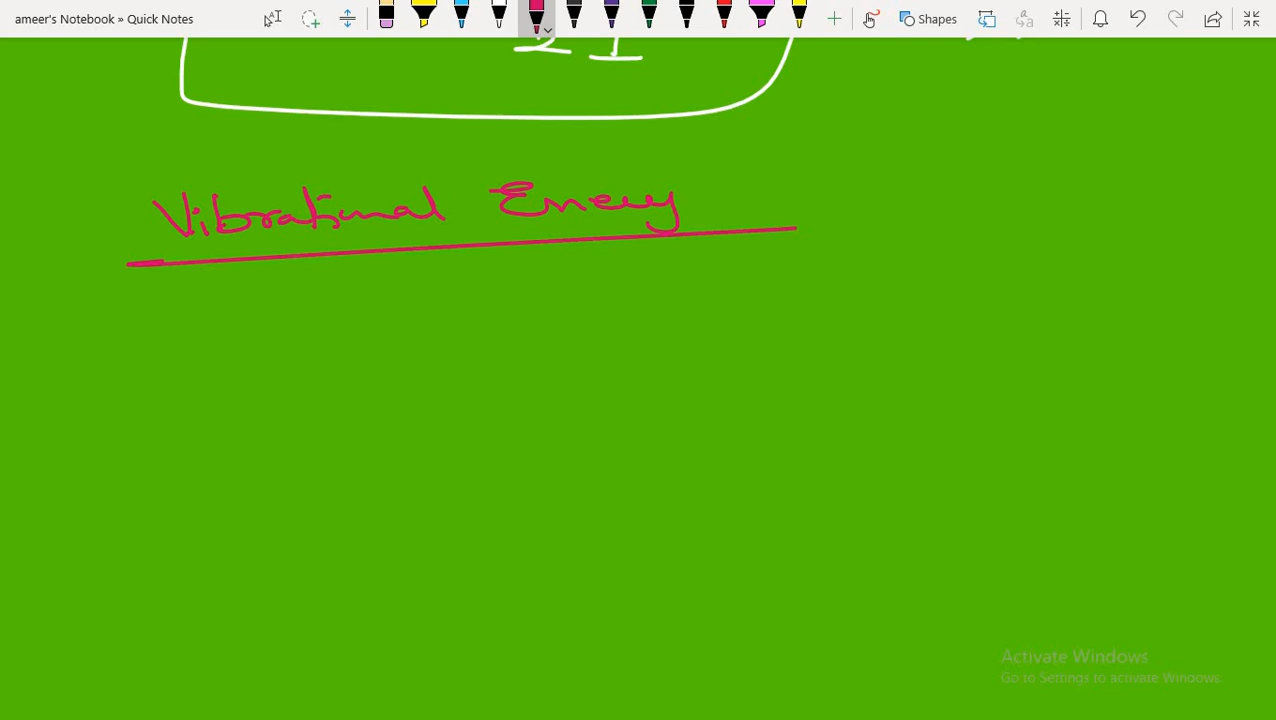 ameer's Notebook » Quick Notes
Shapes
Vibrational Energy
Activate Windows
Go to Settings to activate Windows.